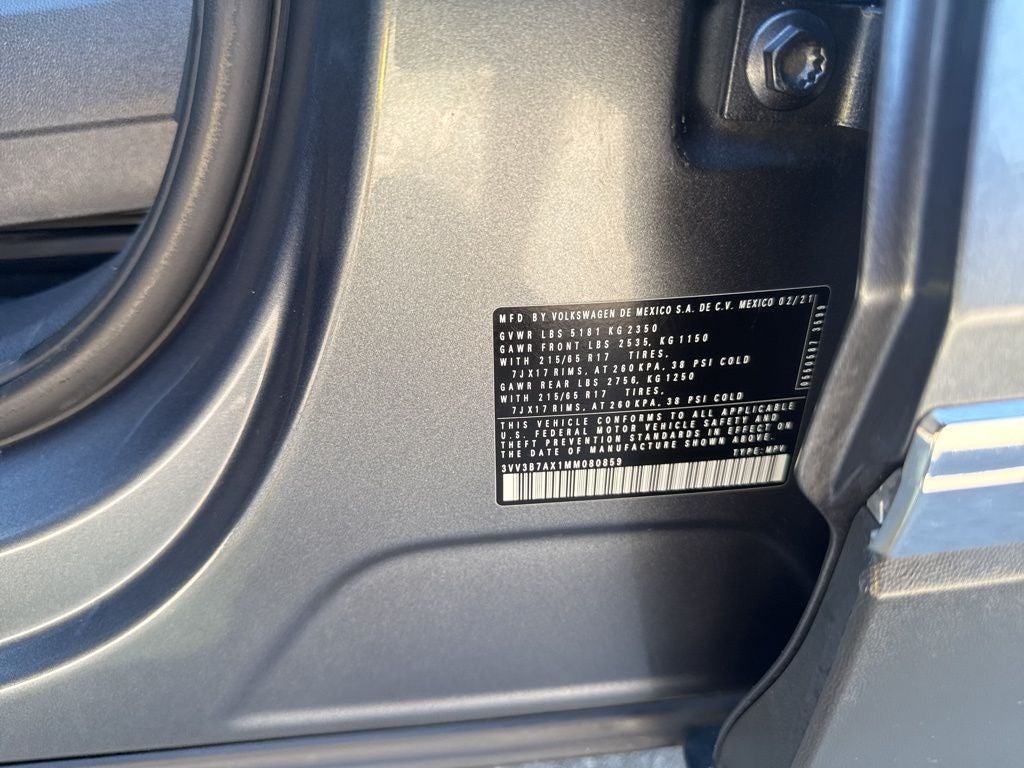 MFD BY VOLKSWAGEN DE MEXICO S.A. DE C.V. MEXICO 02/21
GVWR LBS 5181 KG 2350
GAWR FRONT LBS 2535, KG 1150
WITH 215/65 R17 TIRES,
7JX17 RIMS, AT 260 KPA, 38 PSI COLD
GAWR REAR LBS 2756, KG 1250
WITH 215/65 R17 TIRES,
7JX17 RIMS, AT 260 KPA, 38 PSI COLD
THIS VEHICLE CONFORMS TO ALL APPLICABLE
U.S. FEDERAL MOTOR VEHICLE SAFETY AND
THEFT PREVENTION STANDARDS IN EFFECT ON
THE DATE OF MANUFACTURE SHOWN ABOVE.
TYPE: MPV
3VV3B7AX1MM080859